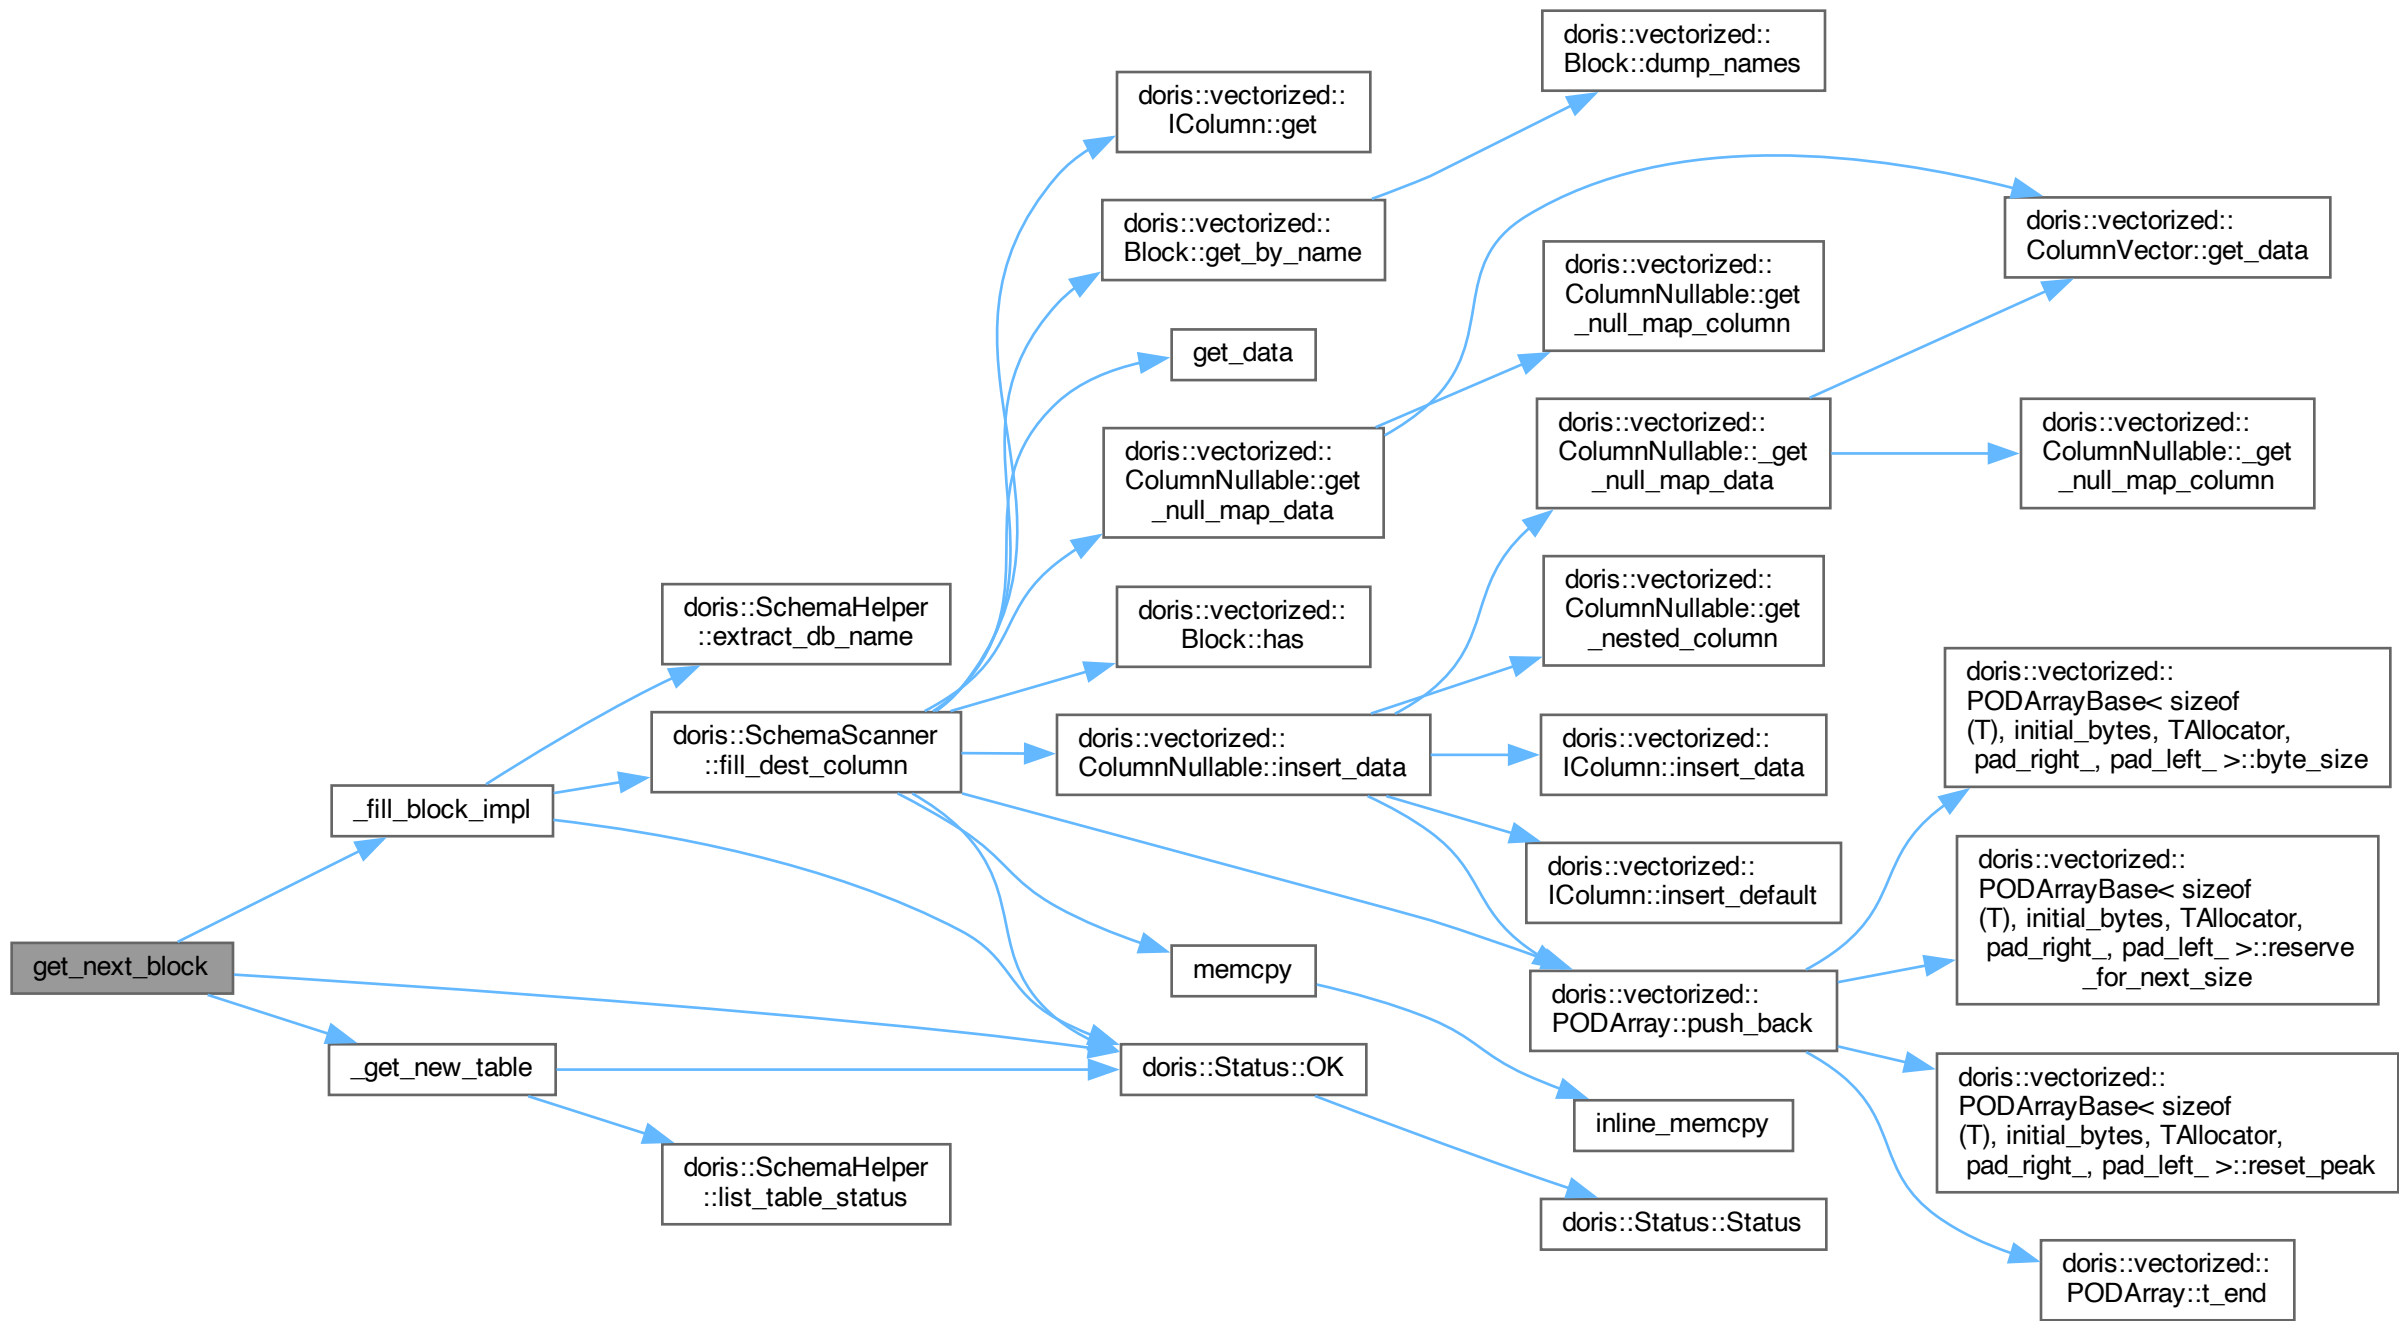 get_next_block
_fill_block_impl
_get_new_table
doris::SchemaHelper
::extract_db_name
doris::SchemaScanner
::fill_dest_column
doris::SchemaHelper
::list_table_status
doris::vectorized::
IColumn::get
doris::vectorized::
Block::get_by_name
get_data
doris::vectorized::
ColumnNullable::get
_null_map_data
doris::vectorized::
Block::has
doris::vectorized::
ColumnNullable::insert_data
memcpy
doris::Status::OK
doris::vectorized::
Block::dump_names
doris::vectorized::
ColumnNullable::get
_null_map_column
doris::vectorized::
ColumnNullable::_get
_null_map_data
doris::vectorized::
ColumnNullable::get
_nested_column
doris::vectorized::
IColumn::insert_data
doris::vectorized::
IColumn::insert_default
doris::vectorized::
PODArray::push_back
inline_memcpy
doris::Status::Status
doris::vectorized::
ColumnVector::get_data
doris::vectorized::
ColumnNullable::_get
_null_map_column
doris::vectorized::
PODArrayBase< sizeof
(T), initial_bytes, TAllocator,
pad_right_, pad_left_ >::byte_size
doris::vectorized::
PODArrayBase< sizeof
(T), initial_bytes, TAllocator,
pad_right_, pad_left_ >::reserve
_for_next_size
doris::vectorized::
PODArrayBase< sizeof
(T), initial_bytes, TAllocator,
pad_right_, pad_left_ >::reset_peak
doris::vectorized::
PODArray::t_end